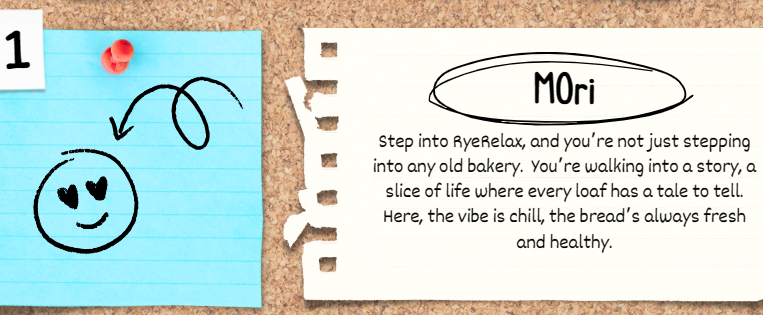 1
MOri
Step into RyeRelax, and you're not just stepping
into any old bakery. You're walking into a story, a
slice of life where every loaf has a tale to tell.
Here, the vibe is chill, the bread's always fresh
and healthy.